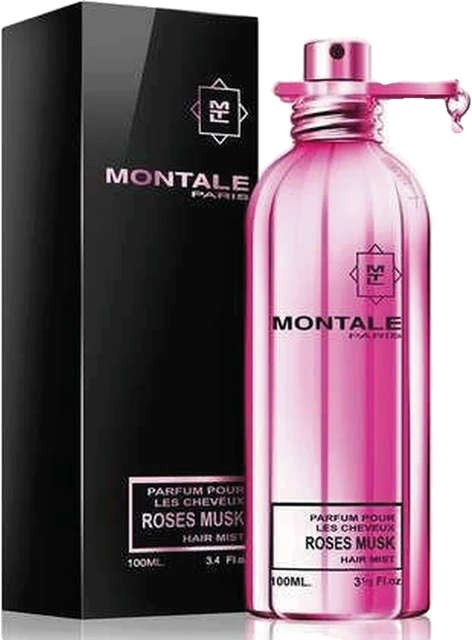 MONTALE
PARIS
PARFUM POUR
LES CHEVEUX
ROSES MUSK
HAIR MIST
100ML. 3.4 Fl.o
MONTALE
PARIS
PARFUM POUR
LES CHEVEUX
ROSES MUSK
HAIR MIST
100ML. Fl.oz